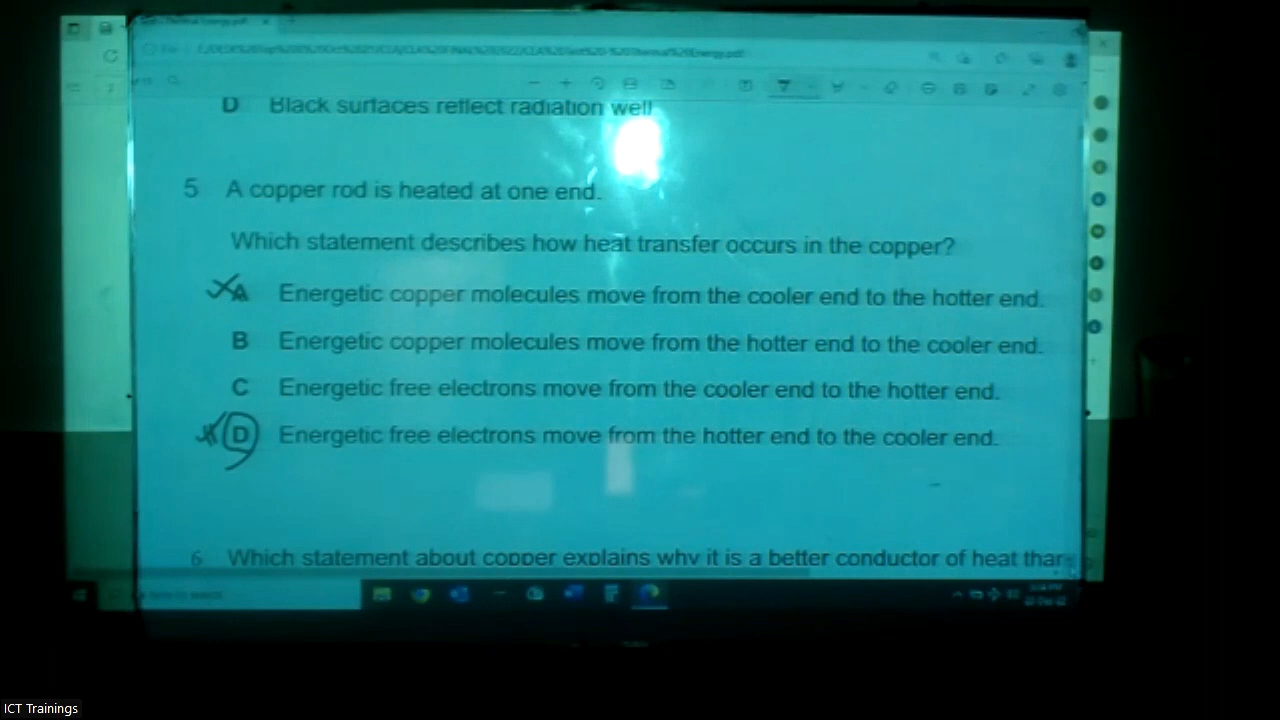 D Black surfaces reflect radiation well
5 A copper rod is heated at one end.
Which statement describes how heat transfer occurs in the copper?
A Energetic copper molecules move from the cooler end to the hotter end.
B Energetic copper molecules move from the hotter end to the cooler end.
C Energetic free electrons move from the cooler end to the hotter end.
D Energetic free electrons move from the hotter end to the cooler end.
6 Which statement about copper explains why it is a better conductor of heat than
ICT Trainings